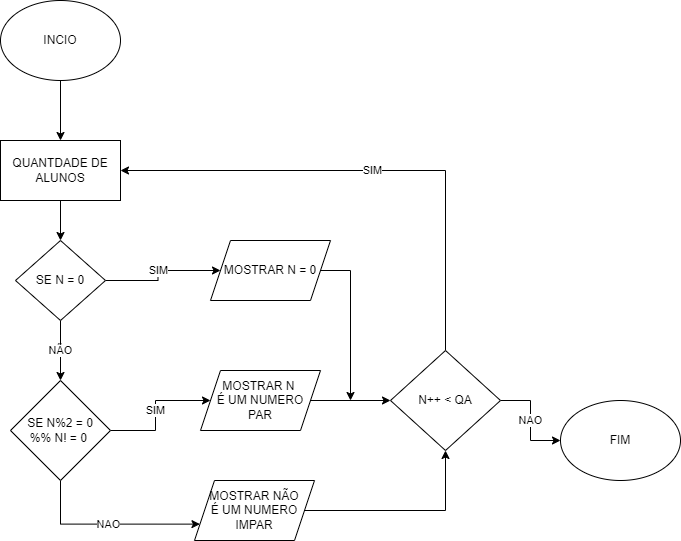 INCIO
QUANTDADE DE
ALUNOS
SIM
SE N = 0
SIM
MOSTRAR N = 0
NÃO
SE N%2 = 0
%% N! = 0
SIM
MOSTRAR N
É UM NUMERO
PAR
N++ < QA
NÃO
FIM
NAO
MOSTRAR NÃO
É UM NUMERO
IMPAR